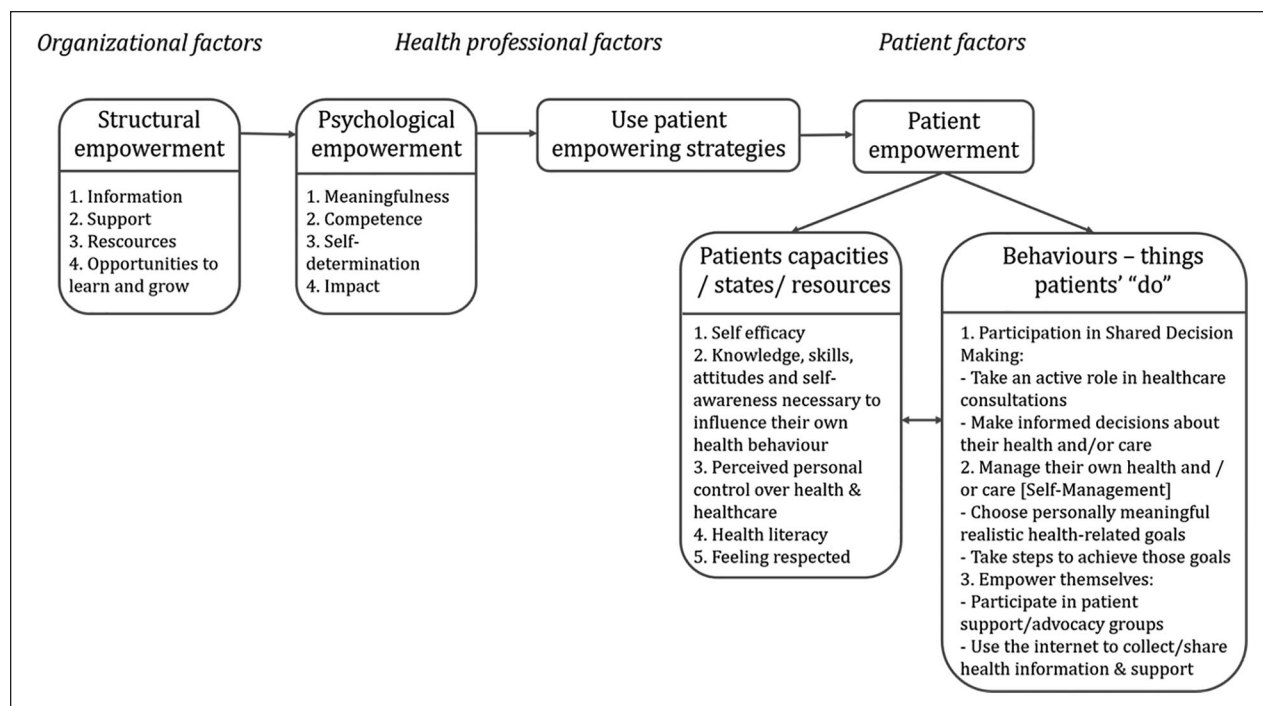 Organizational factors
Health professional factors
Patient factors
Structural
empowerment
1. Information
2. Support
3. Rescources
4. Opportunities to
learn and grow
Psychological
empowerment
1. Meaningfulness
2. Competence
3. Self-
determination
4. Impact
Use patient
empowering strategies
Patient
empowerment
Patients capacities
/ states/ resources
1. Self efficacy
2. Knowledge, skills,
attitudes and self-
awareness necessary to
influence their own
health behaviour
3. Perceived personal
control over health &
healthcare
4. Health literacy
5. Feeling respected
Behaviours – things
patients’ “do”
1. Participation in Shared Decision
Making:
- Take an active role in healthcare
consultations
- Make informed decisions about
their health and/or care
2. Manage their own health and /
or care [Self-Management]
- Choose personally meaningful
realistic health-related goals
- Take steps to achieve those goals
3. Empower themselves:
- Participate in patient
support/advocacy groups
- Use the internet to collect/share
health information & support